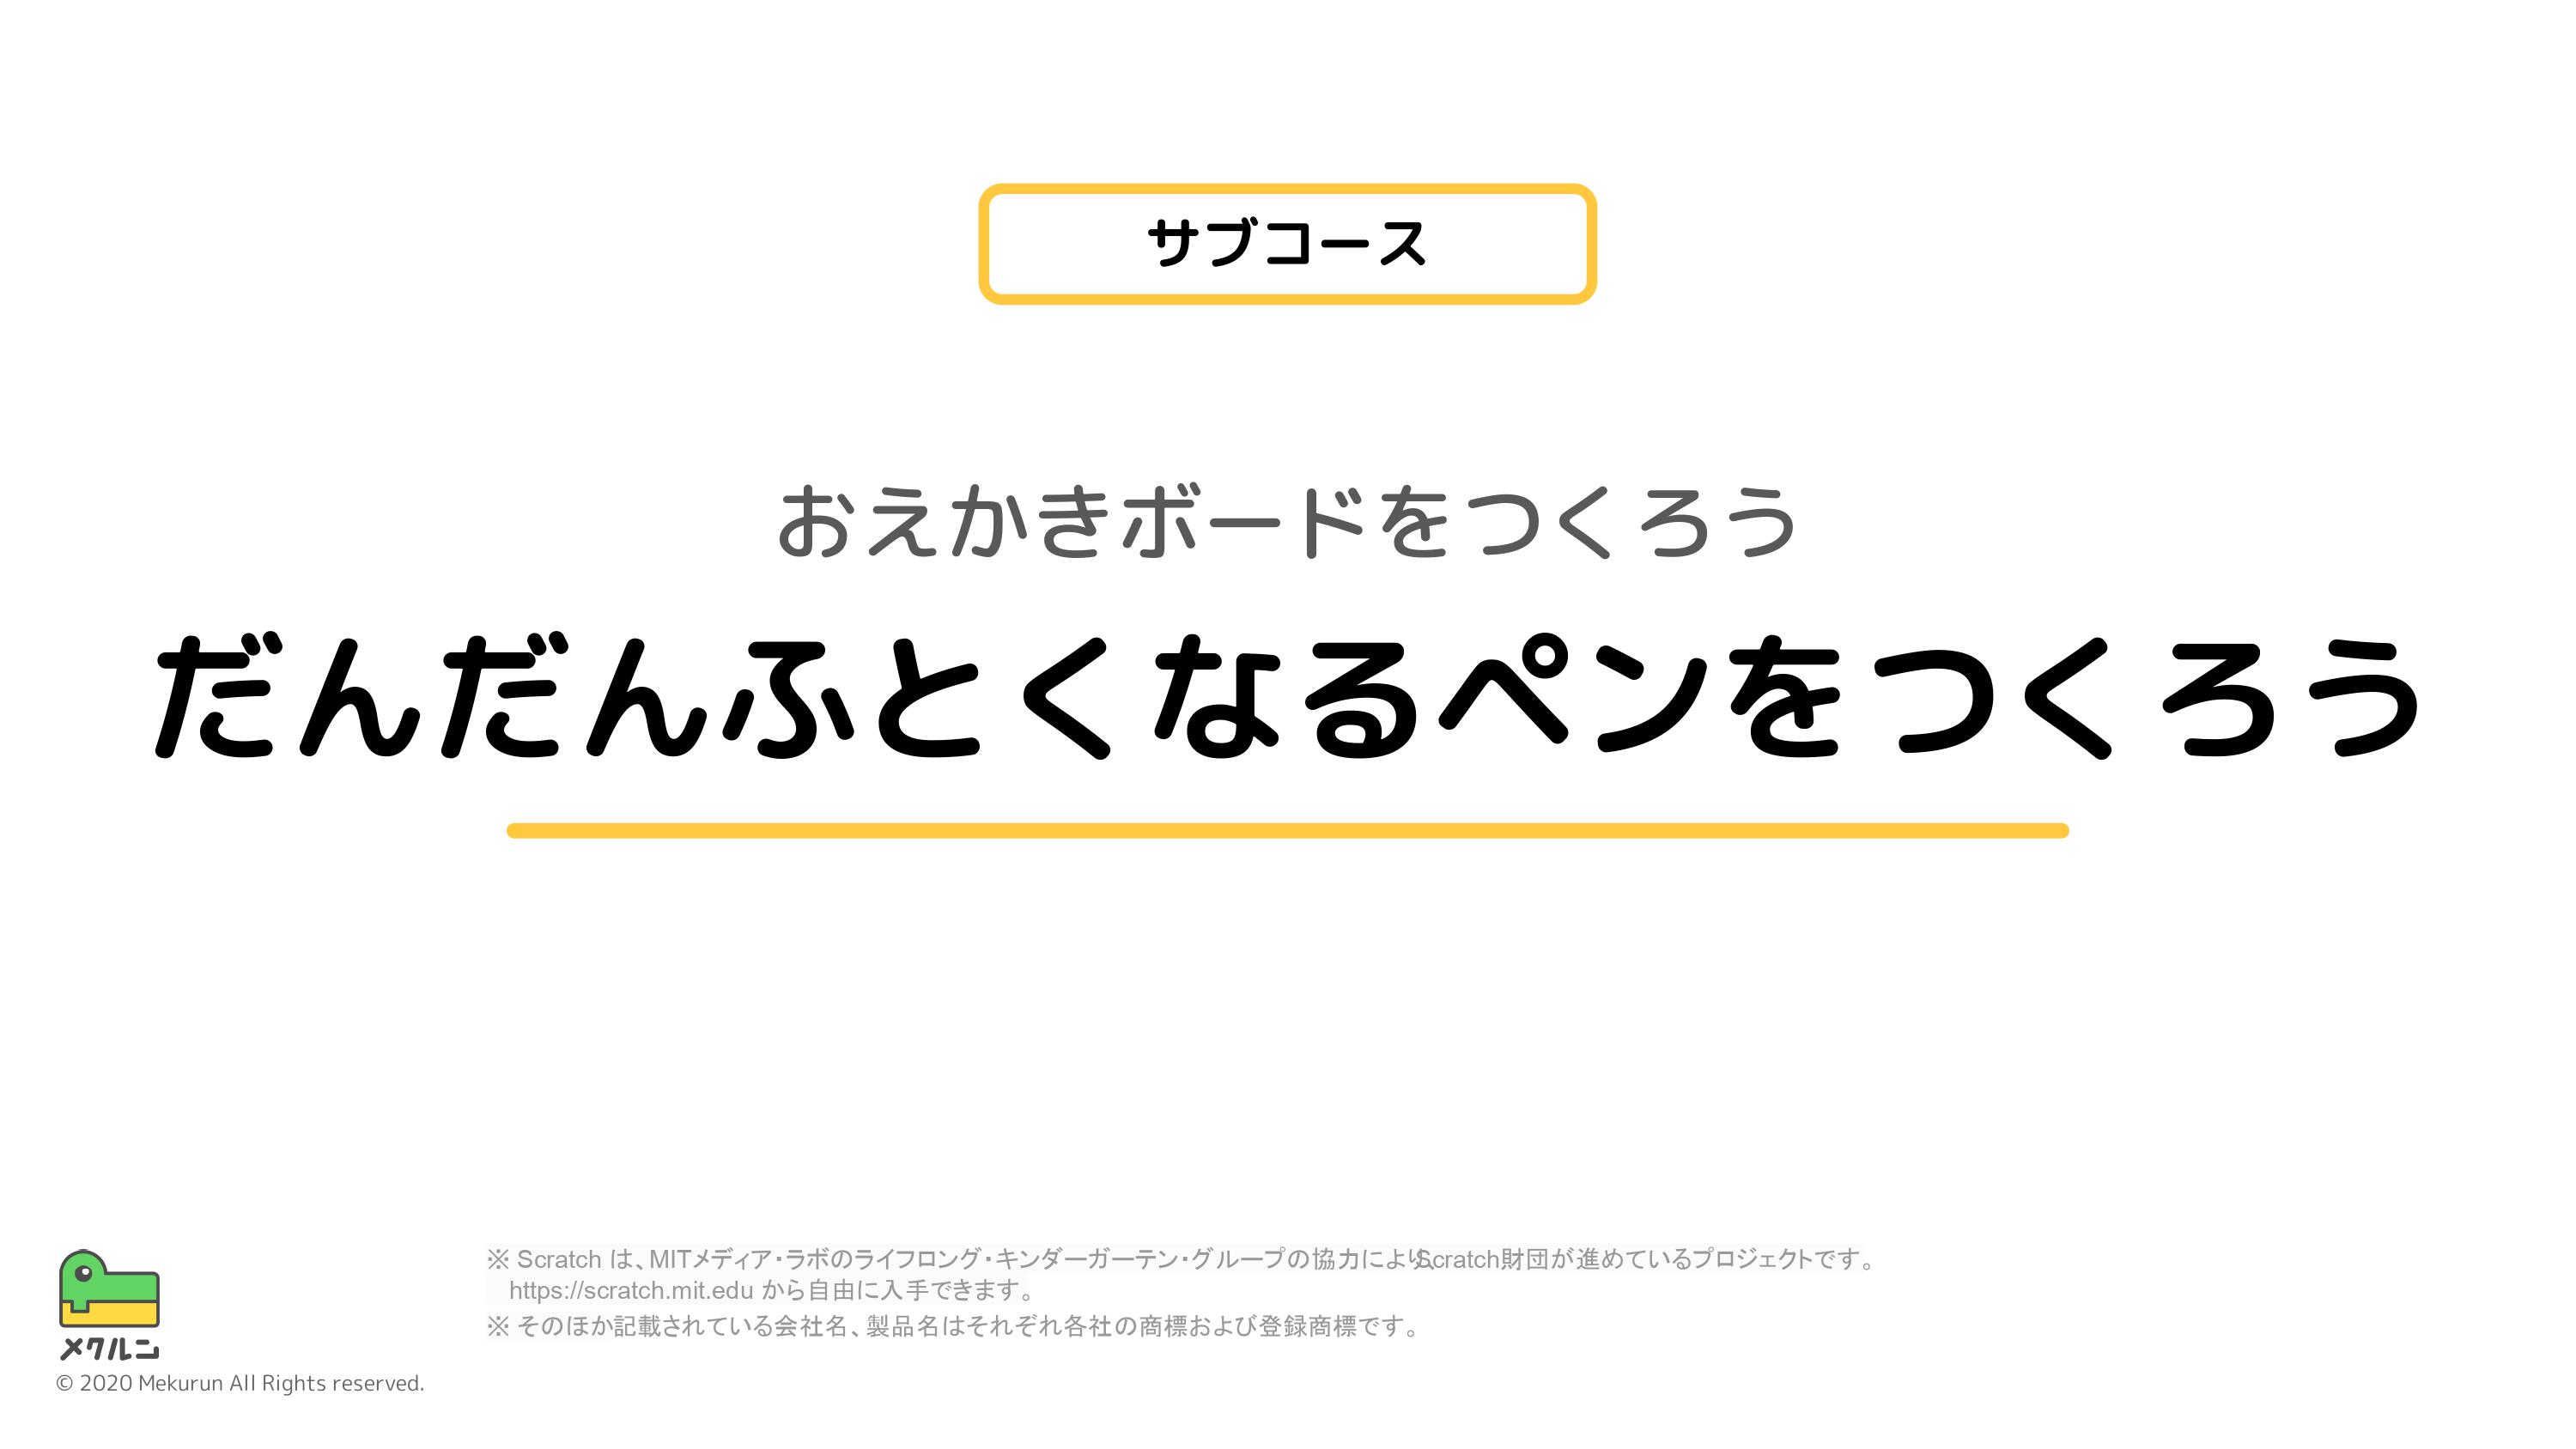 サブコース
おえかきボードをつくろう
だんだんふとくなるペンをつくろう
※ Scratch は、MITメディア・ラボのライフロング・キンダーガーテン・グループの協力により、Scratch財団が進めているプロジェクトです。
https://scratch.mit.edu から自由に入手できます。
※ そのほか記載されている会社名、製品名はそれぞれ各社の商標および登録商標です。
メクルン
© 2020 Mekurun All Rights reserved.